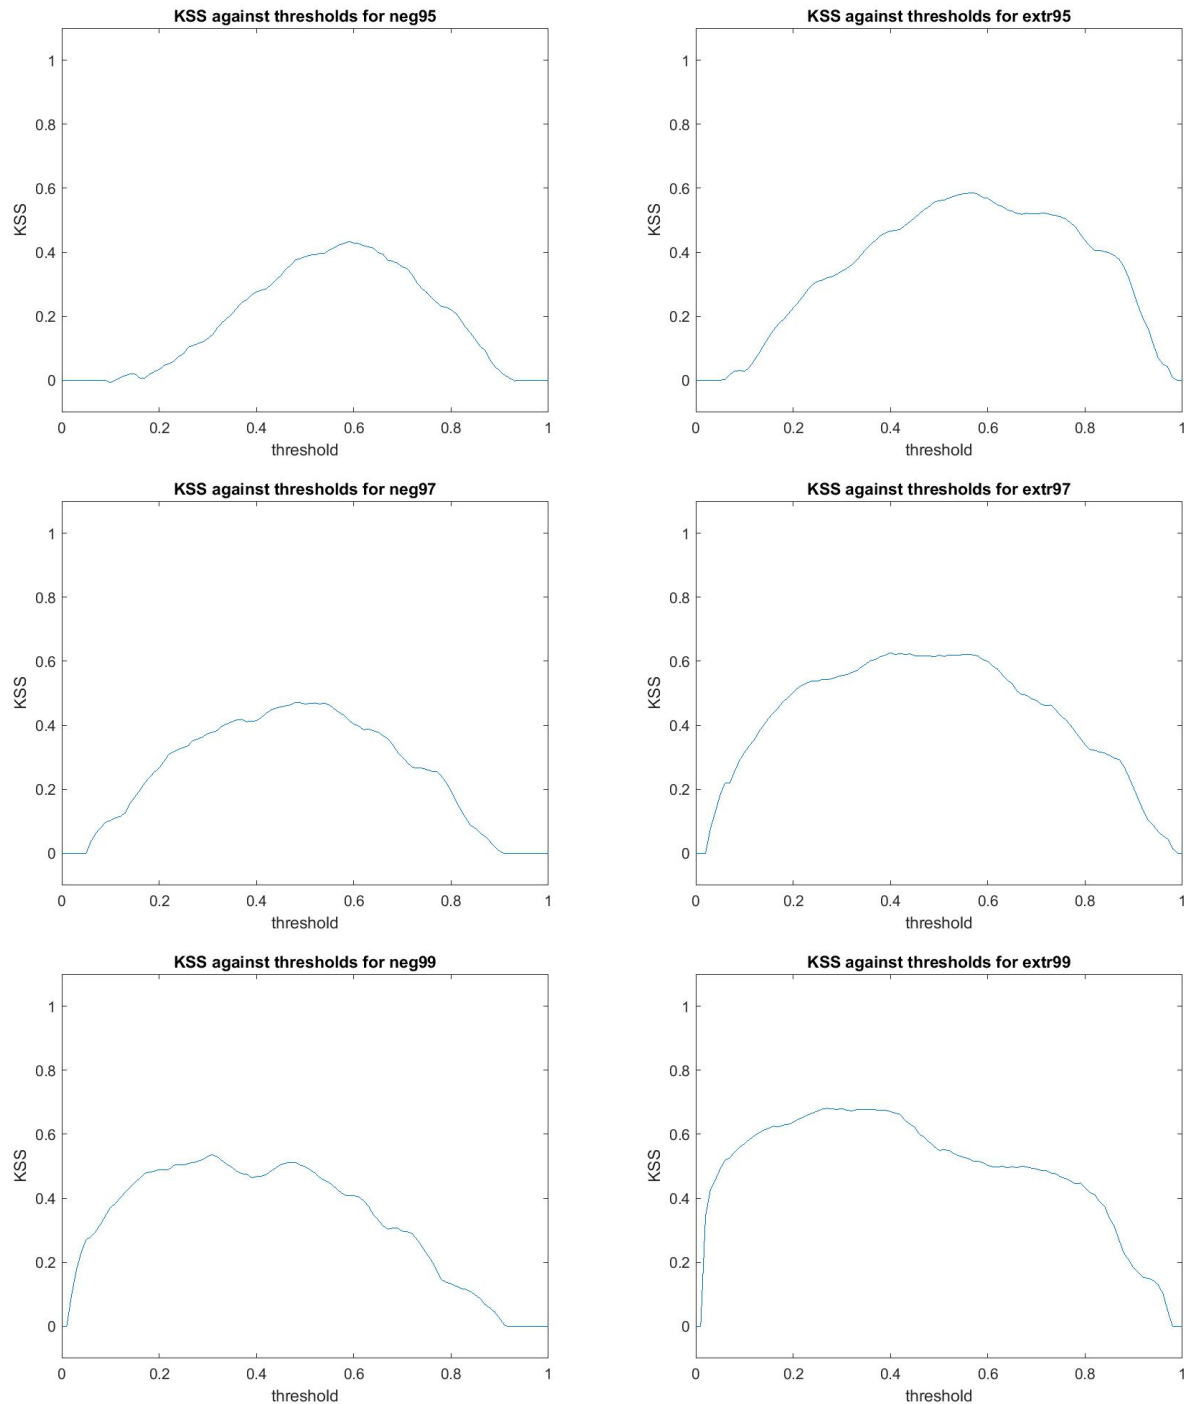 KSS against thresholds for neg95
1
0.8
0.6
0.4
0.2
0
KSS
0 0.2 0.4 0.6 0.8 1
threshold
KSS against thresholds for extr95
1
0.8
0.6
0.4
0.2
0
KSS
0 0.2 0.4 0.6 0.8 1
threshold
KSS against thresholds for neg97
1
0.8
0.6
0.4
0.2
0
KSS
0 0.2 0.4 0.6 0.8 1
threshold
KSS against thresholds for extr97
1
0.8
0.6
0.4
0.2
0
KSS
0 0.2 0.4 0.6 0.8 1
threshold
KSS against thresholds for neg99
1
0.8
0.6
0.4
0.2
0
KSS
0 0.2 0.4 0.6 0.8 1
threshold
KSS against thresholds for extr99
1
0.8
0.6
0.4
0.2
0
KSS
0 0.2 0.4 0.6 0.8 1
threshold